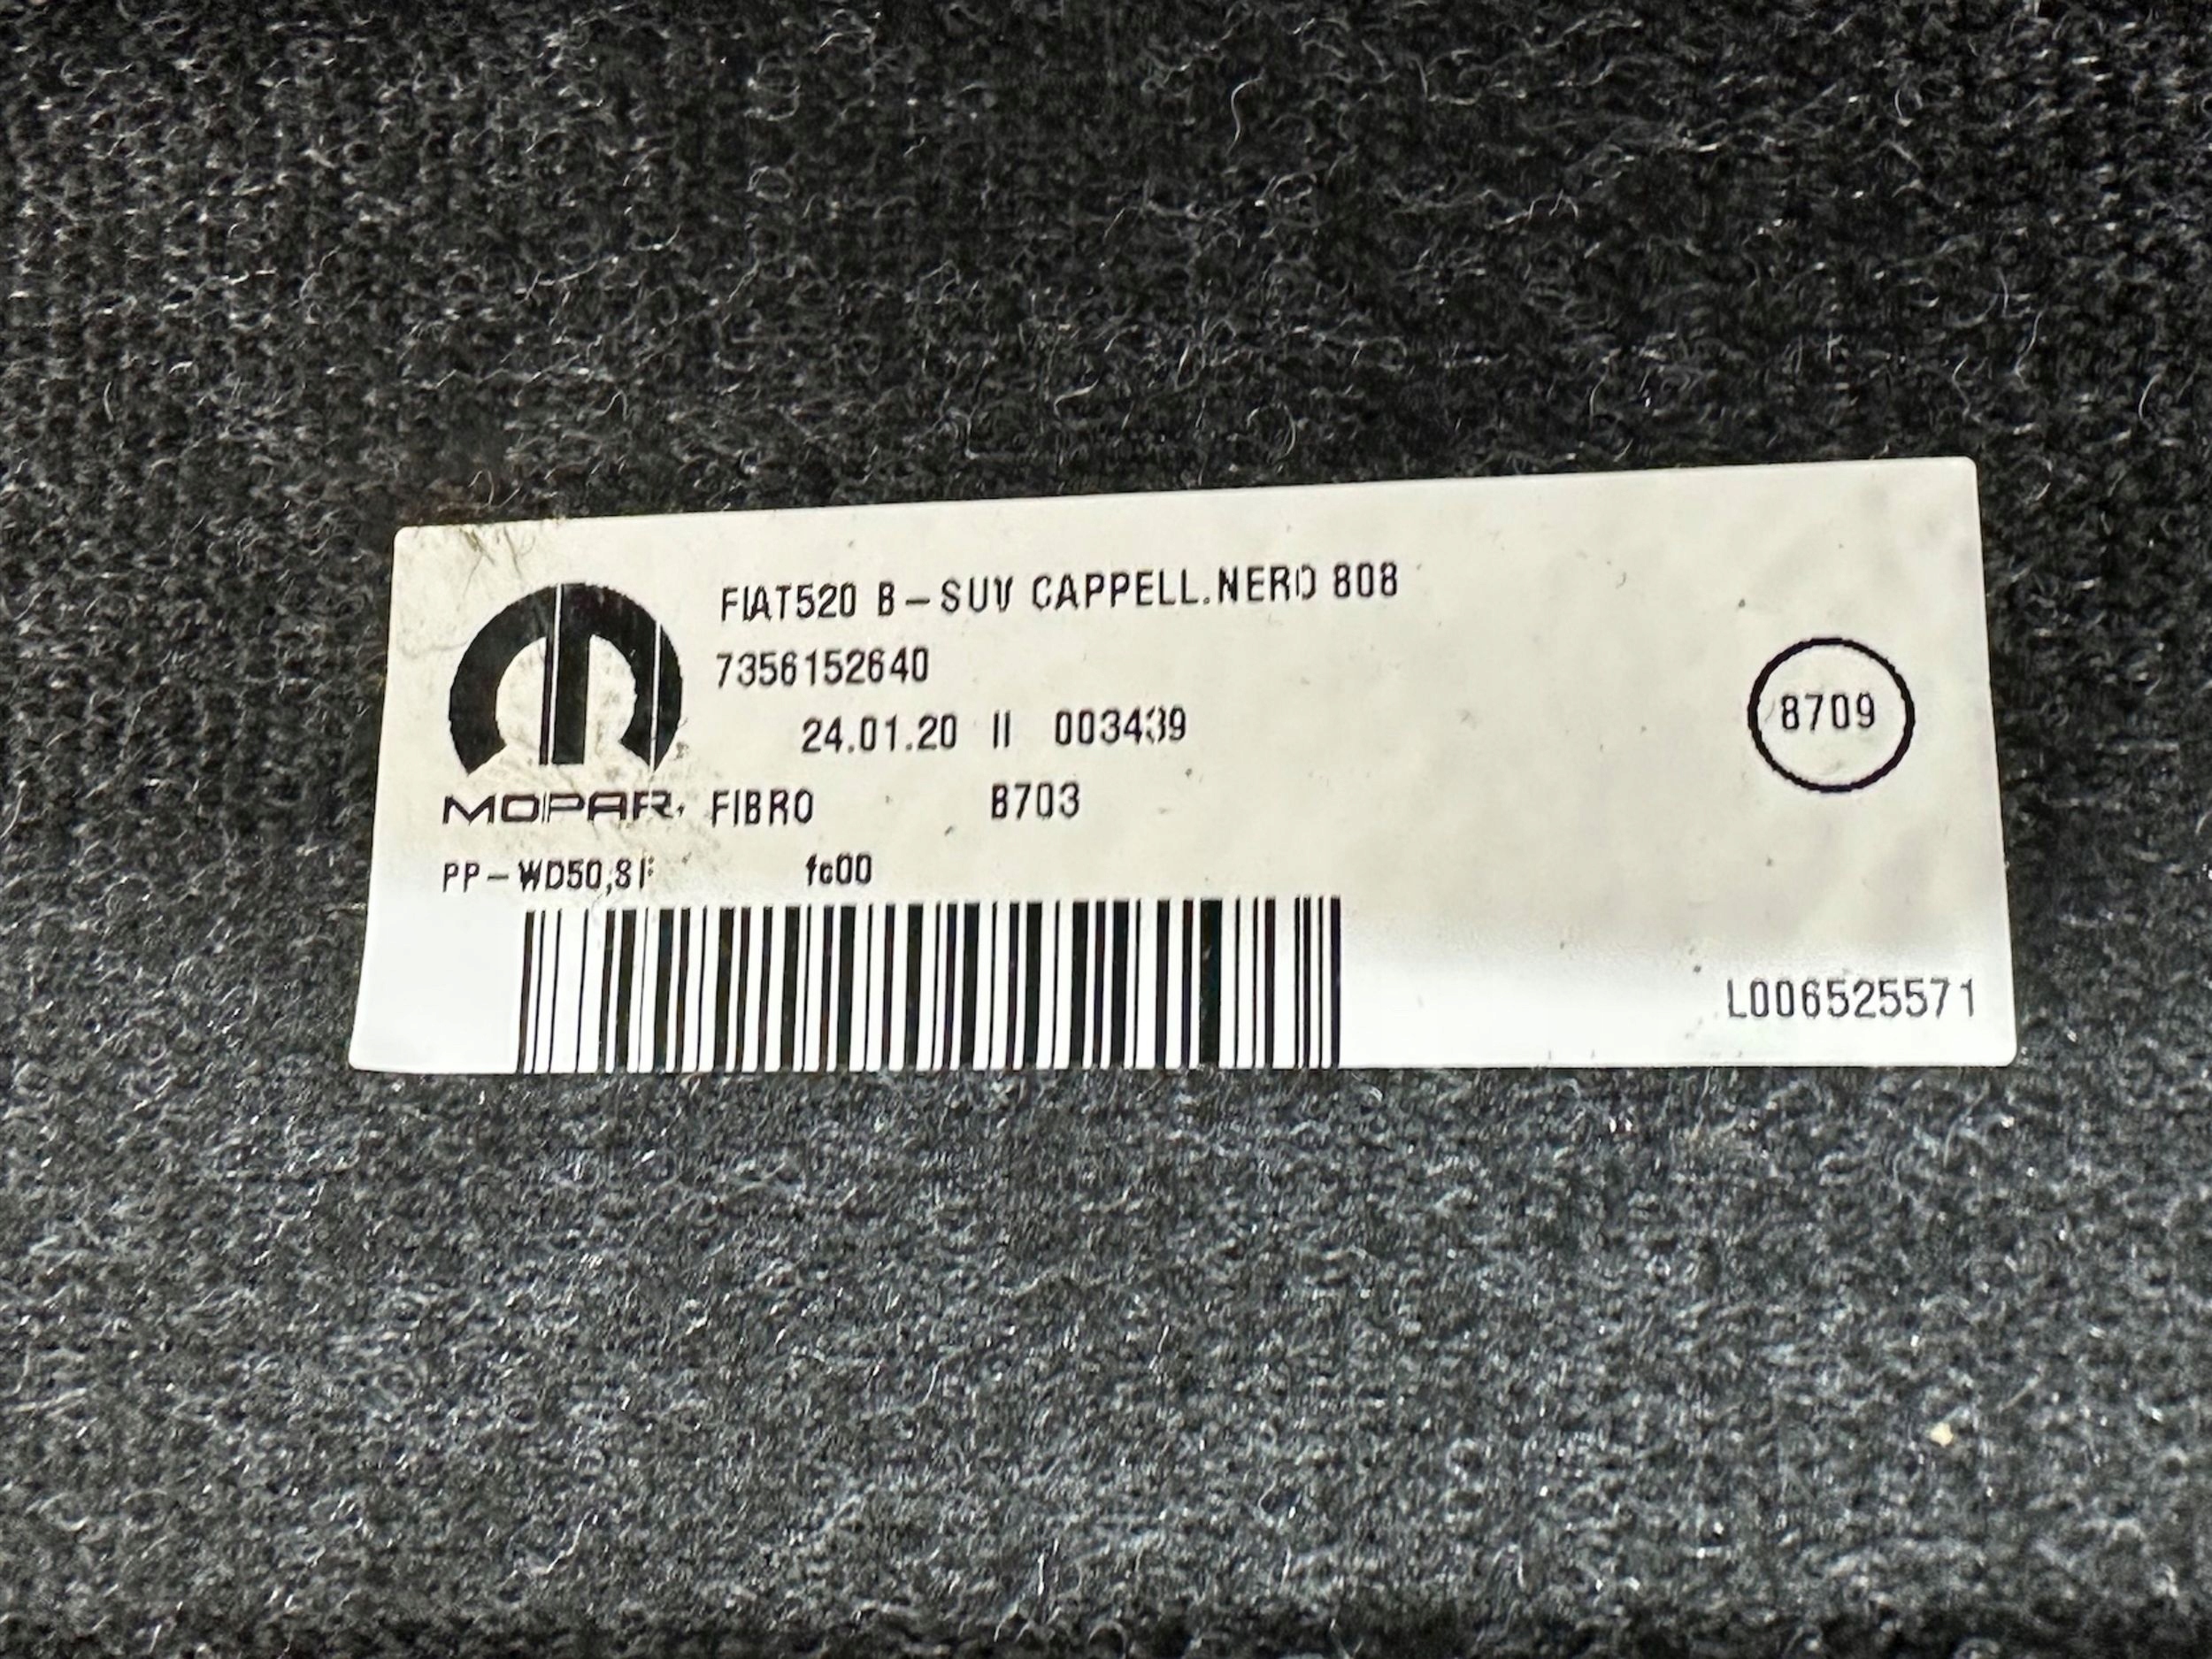 FIAT520 B-SUV CAPPELL.NERO 808
7356152640
24.01.20 II 003439
8709
MOPAR. FIBRO 8703
PP-WD50,SF fc00
L006525571